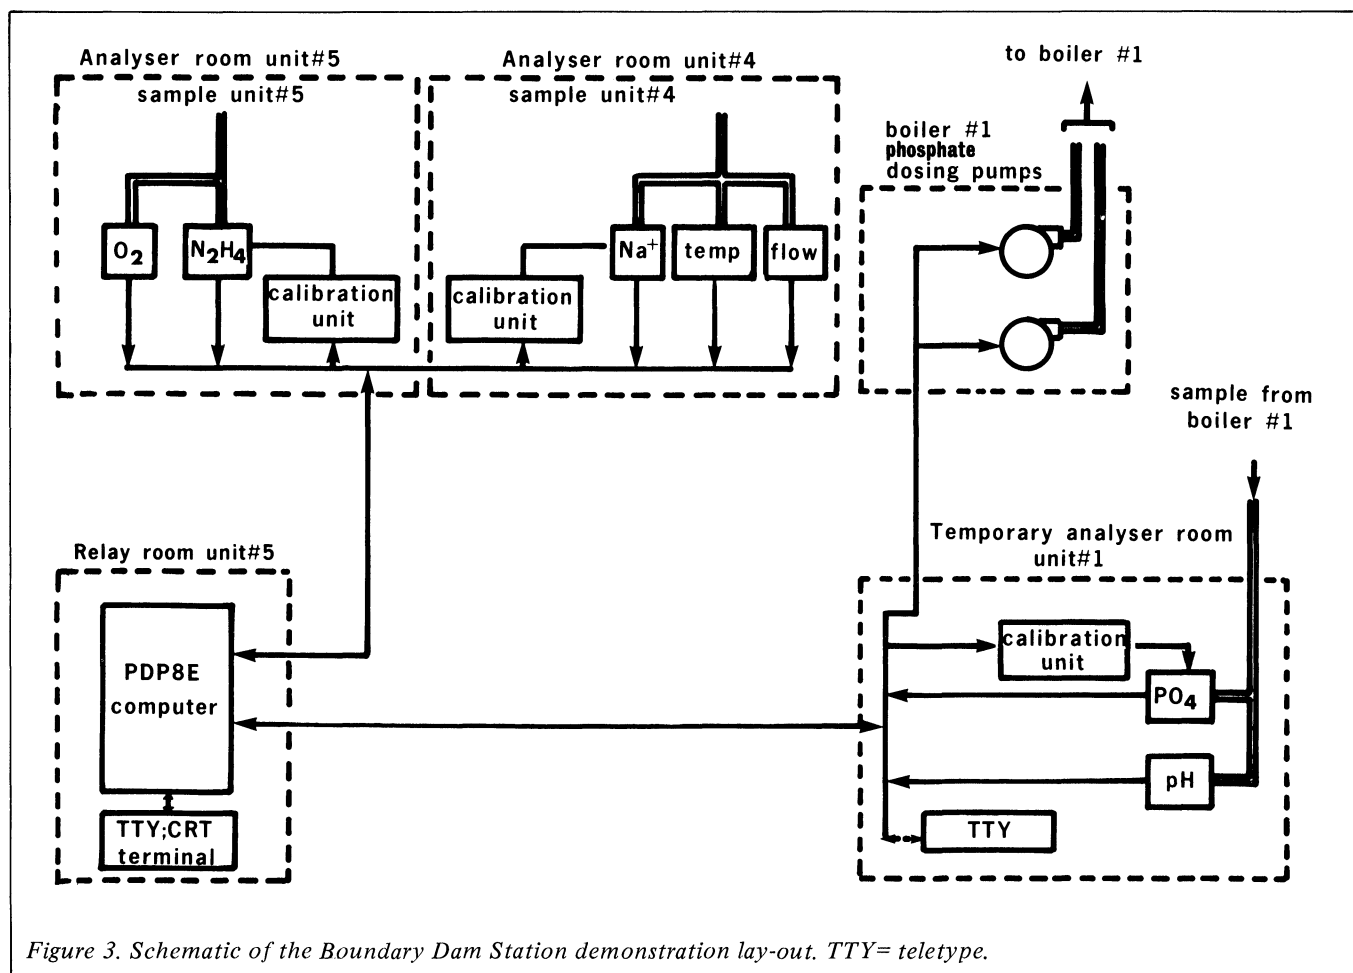 Analyser room unit#5
sample unit#5
O2
N2H4
calibration
unit
Analyser room unit#4
sample unit#4
Na+
temp
flow
calibration
unit
to boiler #1
boiler #1
phosphate
dosing pumps
sample from
boiler #1
Relay room unit#5
PDP8E
computer
TTY;CRT
terminal
Temporary analyser room
unit#1
calibration
unit
PO4
pH
TTY
Figure 3. Schematic of the Boundary Dam Station demonstration lay-out. TTY= teletype.